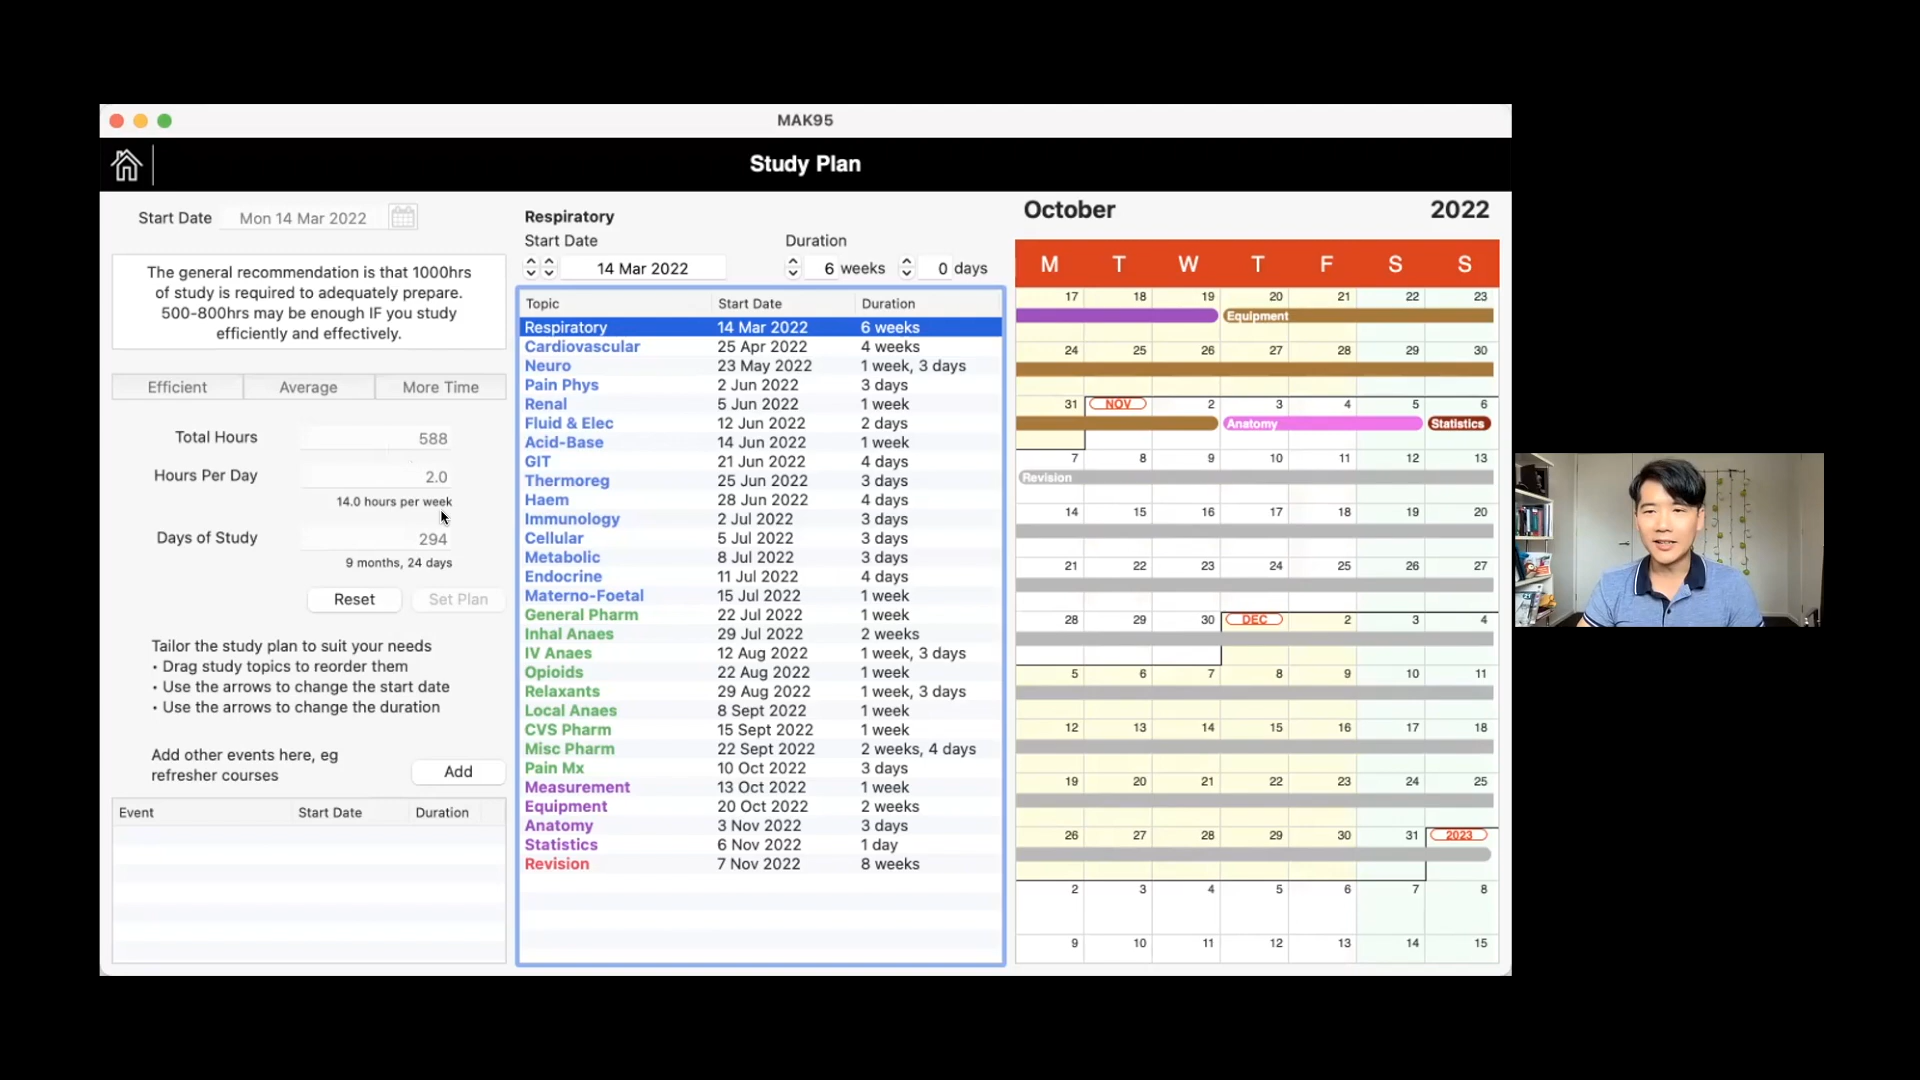 MAK95
Study Plan
Start Date Mon 14 Mar 2022
The general recommendation is that 1000hrs
of study is required to adequately prepare.
500-800hrs may be enough IF you study
efficiently and effectively.
Efficient Average More Time
Total Hours 588
Hours Per Day 2.0
14.0 hours per week
Days of Study 294
9 months, 24 days
Reset Set Plan
Tailor the study plan to suit your needs
• Drag study topics to reorder them
• Use the arrows to change the start date
• Use the arrows to change the duration
Add other events here, eg
refresher courses
Add
Event Start Date Duration
Respiratory
Start Date Duration
14 Mar 2022 6 weeks 0 days
Topic Start Date Duration
Respiratory 14 Mar 2022 6 weeks
Cardiovascular 25 Apr 2022 4 weeks
Neuro 23 May 2022 1 week, 3 days
Pain Phys 2 Jun 2022 3 days
Renal 5 Jun 2022 1 week
Fluid & Elec 12 Jun 2022 2 days
Acid-Base 14 Jun 2022 1 week
GIT 21 Jun 2022 4 days
Thermoreg 25 Jun 2022 3 days
Haem 28 Jun 2022 4 days
Immunology 2 Jul 2022 3 days
Cellular 5 Jul 2022 3 days
Metabolic 8 Jul 2022 3 days
Endocrine 11 Jul 2022 4 days
Materno-Foetal 15 Jul 2022 1 week
General Pharm 22 Jul 2022 1 week
Inhal Anaes 29 Jul 2022 2 weeks
IV Anaes 12 Aug 2022 1 week, 3 days
Opioids 22 Aug 2022 1 week
Relaxants 29 Aug 2022 1 week, 3 days
Local Anaes 8 Sept 2022 1 week
CVS Pharm 15 Sept 2022 1 week
Misc Pharm 22 Sept 2022 2 weeks, 4 days
Pain Mx 10 Oct 2022 3 days
Measurement 13 Oct 2022 1 week
Equipment 20 Oct 2022 2 weeks
Anatomy 3 Nov 2022 3 days
Statistics 6 Nov 2022 1 day
Revision 7 Nov 2022 8 weeks
October 2022
M T W T F S S
17 18 19 20 21 22 23
Equipment
24 25 26 27 28 29 30
31 NOV 2 3 4 5 6
Anatomy Statistics
7 8 9 10 11 12 13
Revision
14 15 16 17 18 19 20
21 22 23 24 25 26 27
28 29 30 DEC 2 3 4
5 6 7 8 9 10 11
12 13 14 15 16 17 18
19 20 21 22 23 24 25
26 27 28 29 30 31 2023
2 3 4 5 6 7 8
9 10 11 12 13 14 15